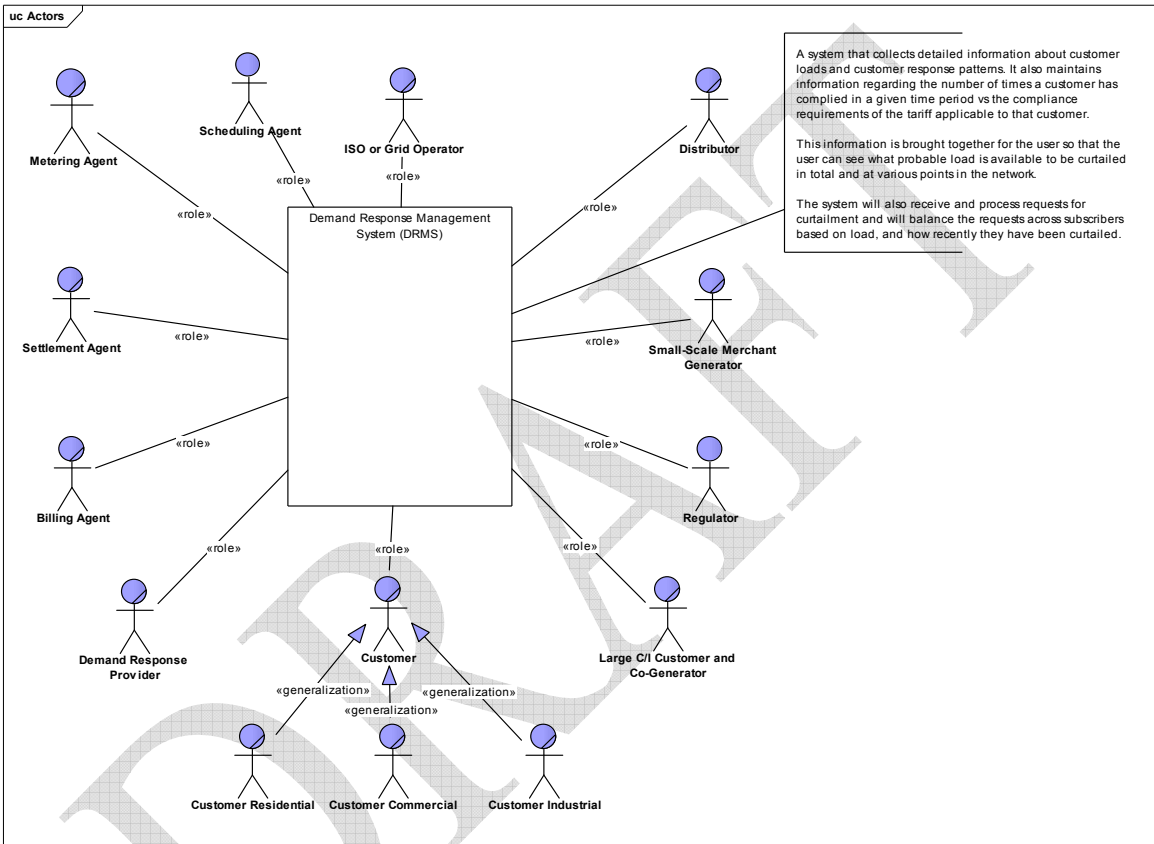 uc Actors
Metering Agent
Scheduling Agent
ISO or Grid Operator
Distributor
A system that collects detailed information about customer
loads and customer response patterns. It also maintains
information regarding the number of times a customer has
complied in a given time period vs the compliance
requirements of the tariff applicable to that customer.
This information is brought together for the user so that the
user can see what probable load is available to be curtailed
in total and at various points in the network.
The system will also receive and process requests for
curtailment and will balance the requests across subscribers
based on load, and how recently they have been curtailed.
«role»
«role»
«role»
«role»
Demand Response Management
System (DRMS)
Settlement Agent
«role»
«role»
Small-Scale Merchant
Generator
Billing Agent
«role»
«role»
Regulator
«role»
«role»
«role»
Demand Response
Provider
Customer
Large C/I Customer and
Co-Generator
«generalization»
«generalization»
«generalization»
Customer Residential
Customer Commercial
Customer Industrial
DRAFT